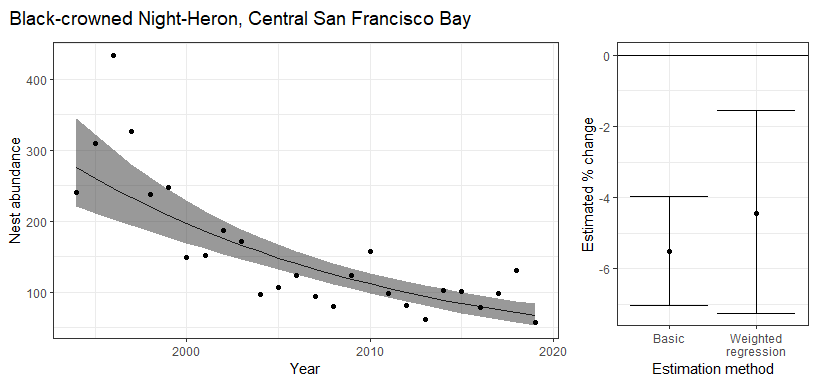 Black-crowned Night-Heron, Central San Francisco Bay
Nest abundance
400
300
200
100
2000
2010
2020
Year
Estimated % change
0
-2
-4
-6
Basic
Weighted
regression
Estimation method